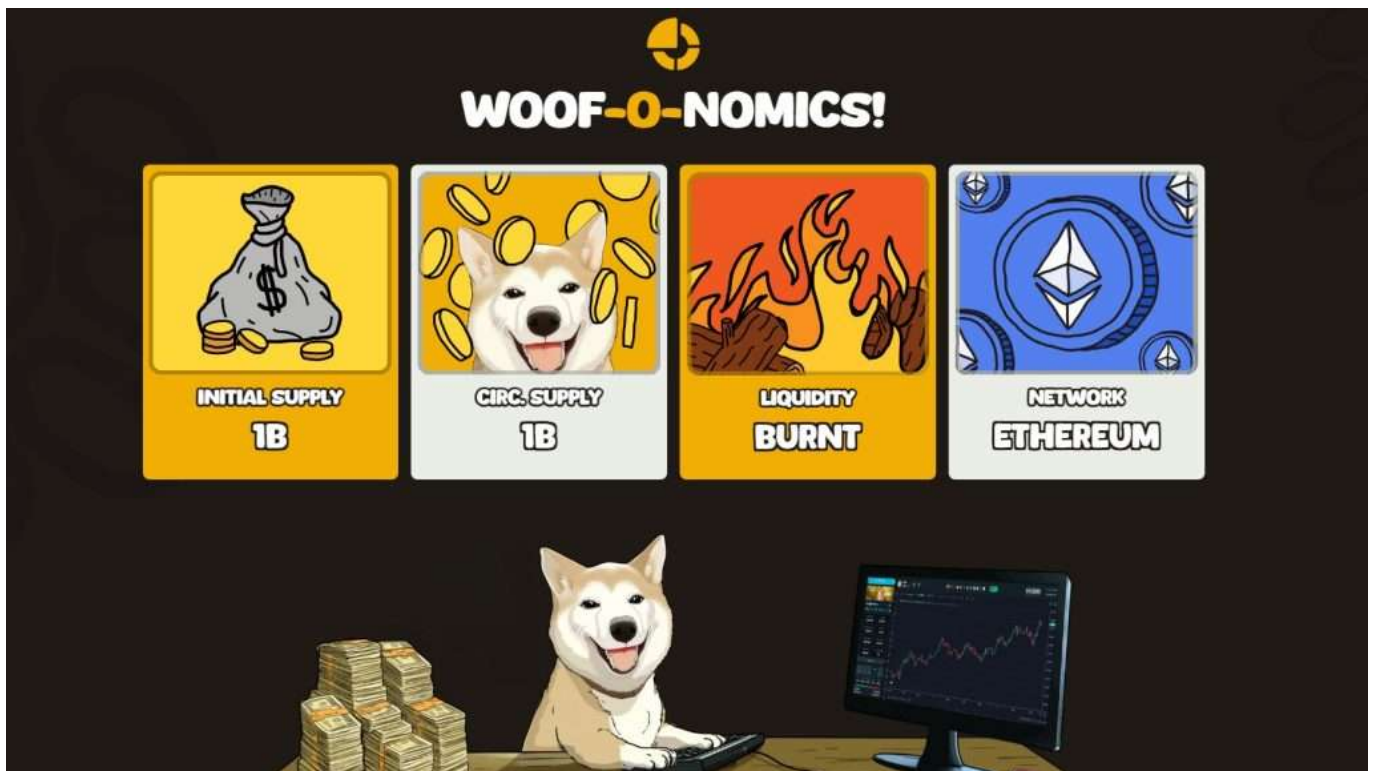 WOOF-O-NOMICS!
$
INITIAL SUPPLY
1B
CIRC. SUPPLY
1B
LIQUIDITY
BURNT
NETWORK
ETHEREUM